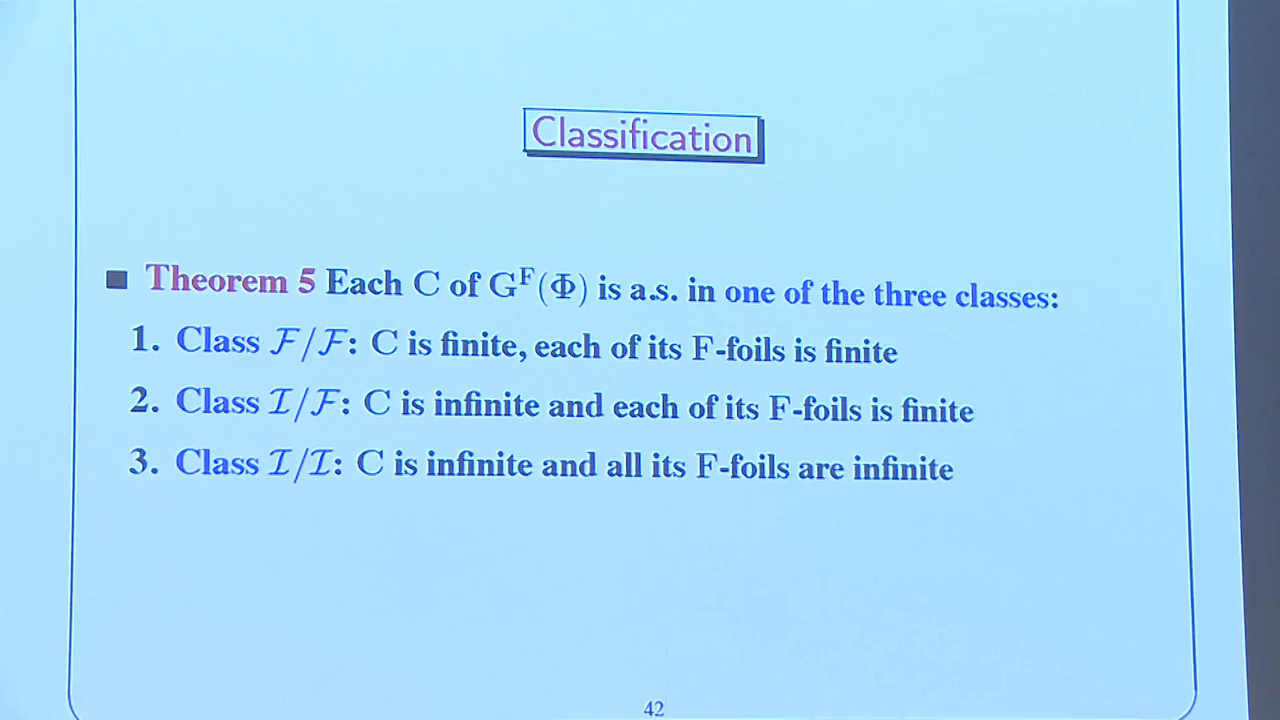 Classification
■ Theorem 5 Each C of G^F(Φ) is a.s. in one of the three classes:
1. Class 𝓕/𝓕: C is finite, each of its F-foils is finite
2. Class 𝓘/𝓕: C is infinite and each of its F-foils is finite
3. Class 𝓘/𝓘: C is infinite and all its F-foils are infinite
42